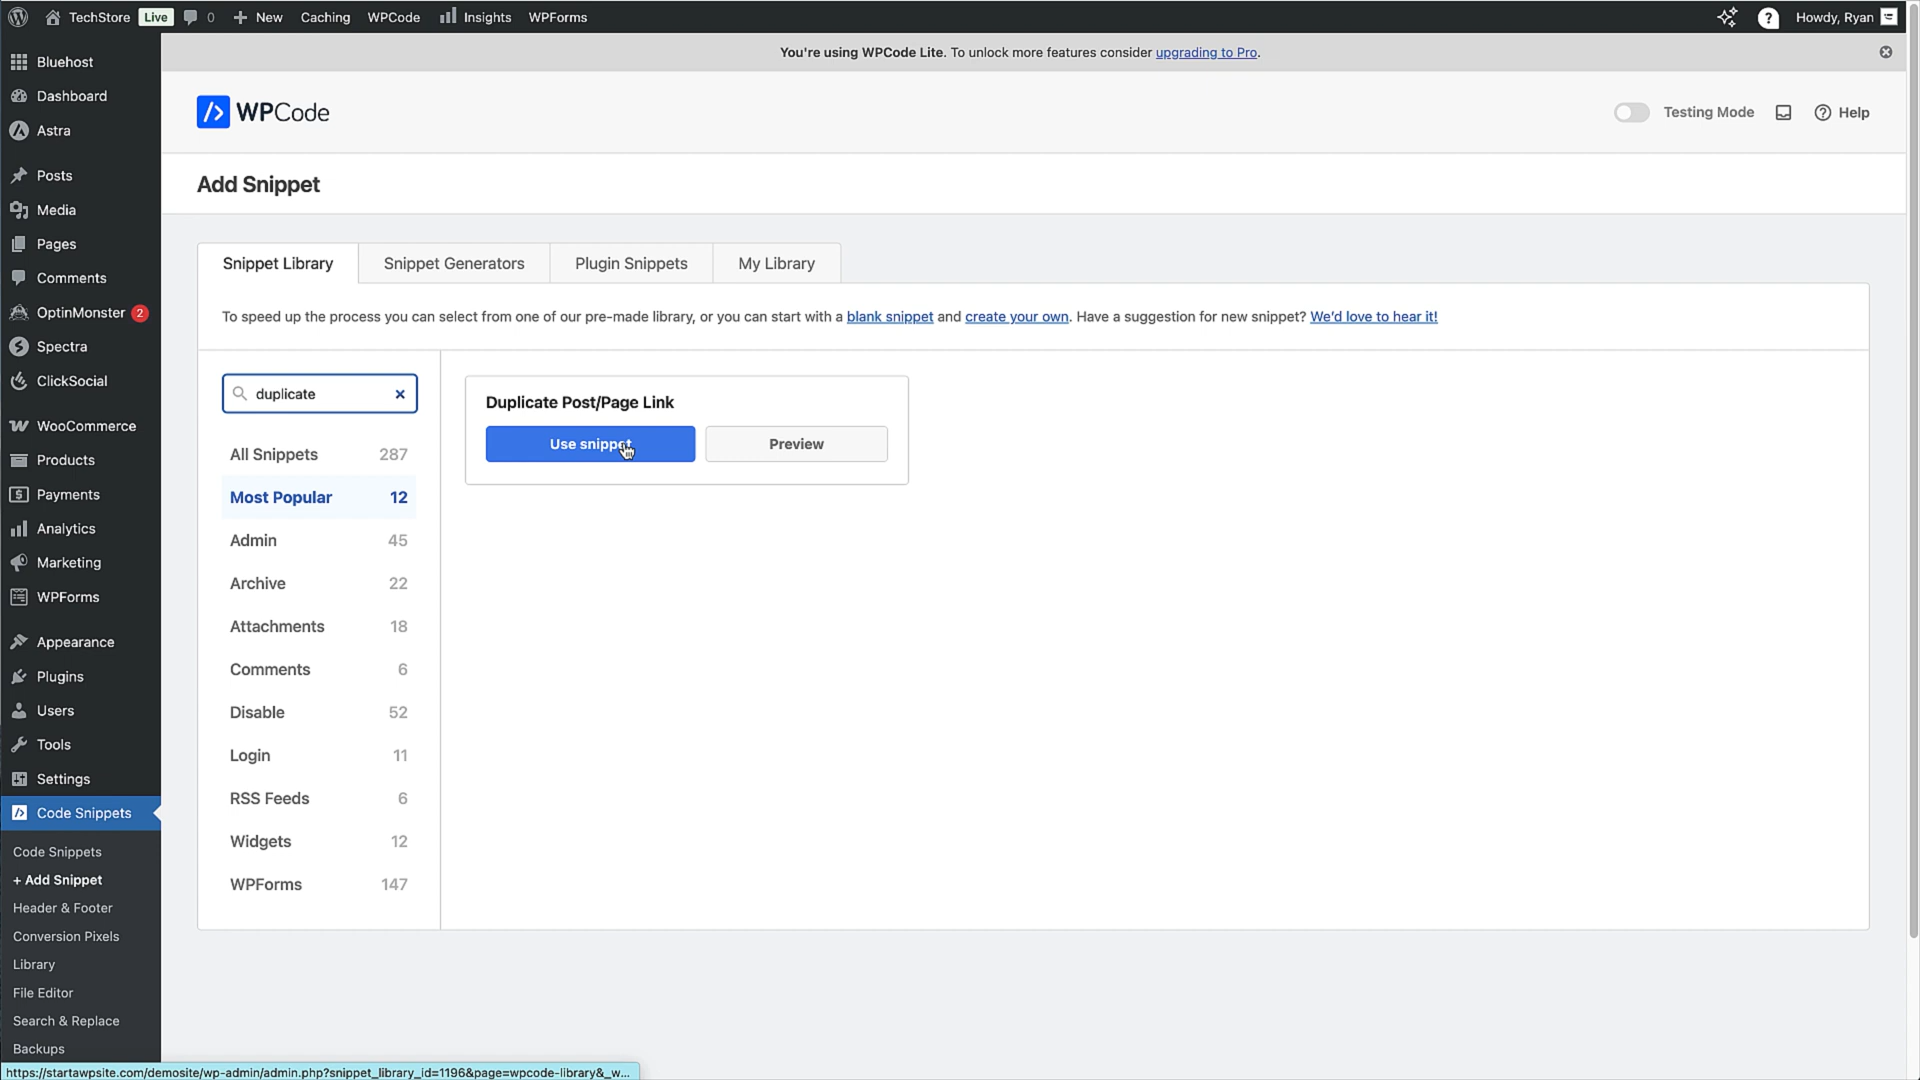 TechStore Live 0 New Caching WPCode Insights WPForms Howdy, Ryan
You're using WPCode Lite. To unlock more features consider upgrading to Pro.
Bluehost
Dashboard
Astra
Posts
Media
Pages
Comments
OptinMonster 2
Spectra
ClickSocial
WooCommerce
Products
Payments
Analytics
Marketing
WPForms
Appearance
Plugins
Users
Tools
Settings
Code Snippets
Code Snippets
+ Add Snippet
Header & Footer
Conversion Pixels
Library
File Editor
Search & Replace
Backups
WPCode
Testing Mode
Help
Add Snippet
Snippet Library Snippet Generators Plugin Snippets My Library
To speed up the process you can select from one of our pre-made library, or you can start with a blank snippet and create your own. Have a suggestion for new snippet? We'd love to hear it!
duplicate
All Snippets 287
Most Popular 12
Admin 45
Archive 22
Attachments 18
Comments 6
Disable 52
Login 11
RSS Feeds 6
Widgets 12
WPForms 147
Duplicate Post/Page Link
Use snippet Preview
https://startawpsite.com/demosite/wp-admin/admin.php?snippet_library_id=1196&page=wpcode-library&_w...